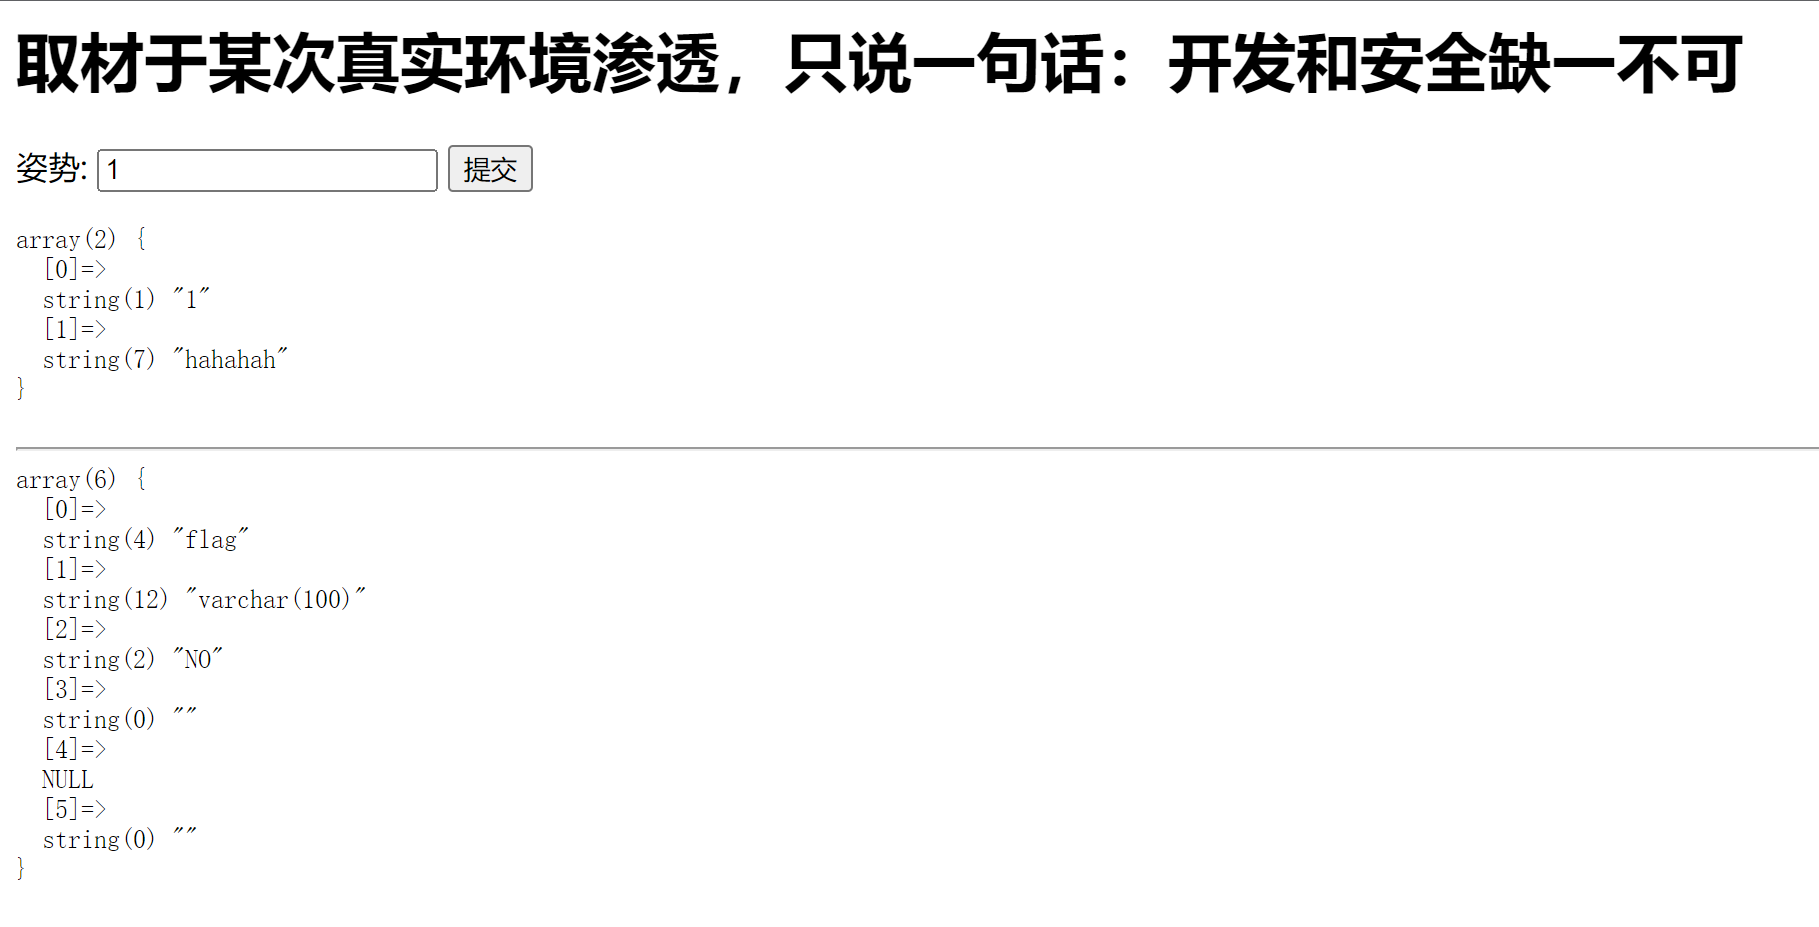 取材于某次真实环境渗透，只说一句话：开发和安全缺一不可
姿势: 1 提交
array(2) {
  [0]=>
  string(1) "1"
  [1]=>
  string(7) "hahahah"
}
array(6) {
  [0]=>
  string(4) "flag"
  [1]=>
  string(12) "varchar(100)"
  [2]=>
  string(2) "NO"
  [3]=>
  string(0) ""
  [4]=>
  NULL
  [5]=>
  string(0) ""
}